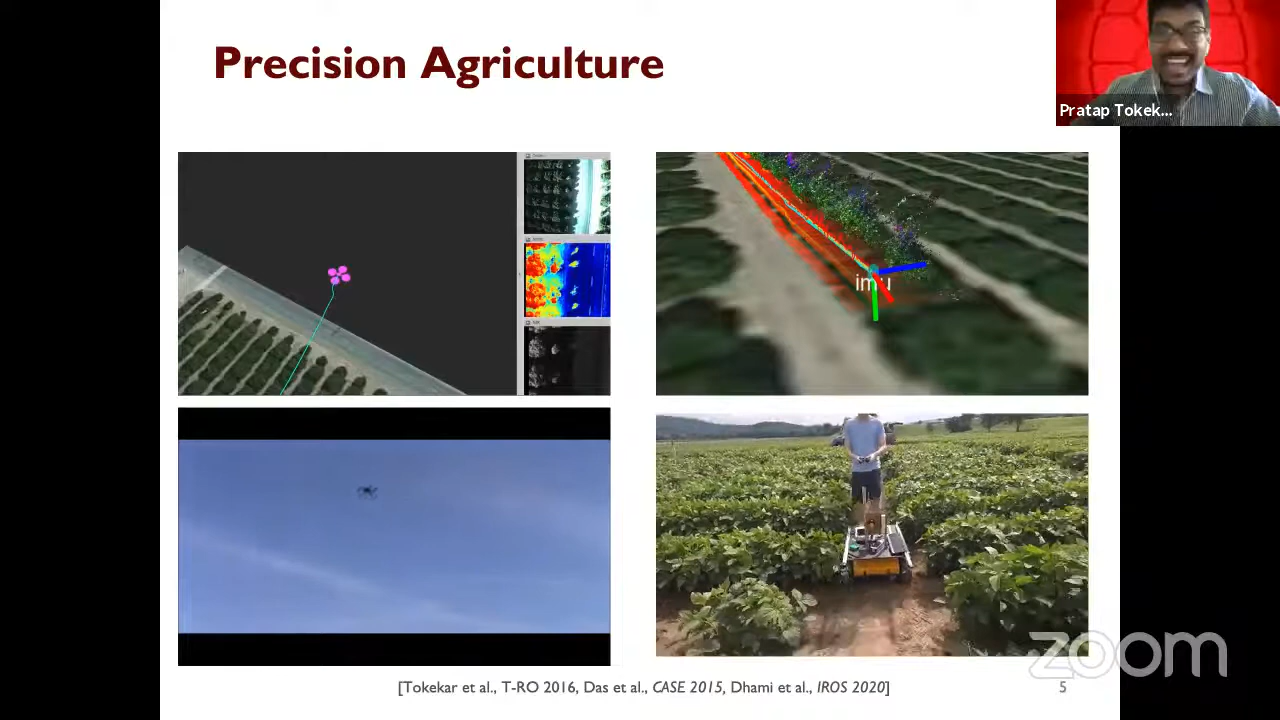 Precision Agriculture
Pratap Tokek...
imu
[Tokekar et al., T-RO 2016, Das et al., CASE 2015, Dhami et al., IROS 2020]
5
zoom